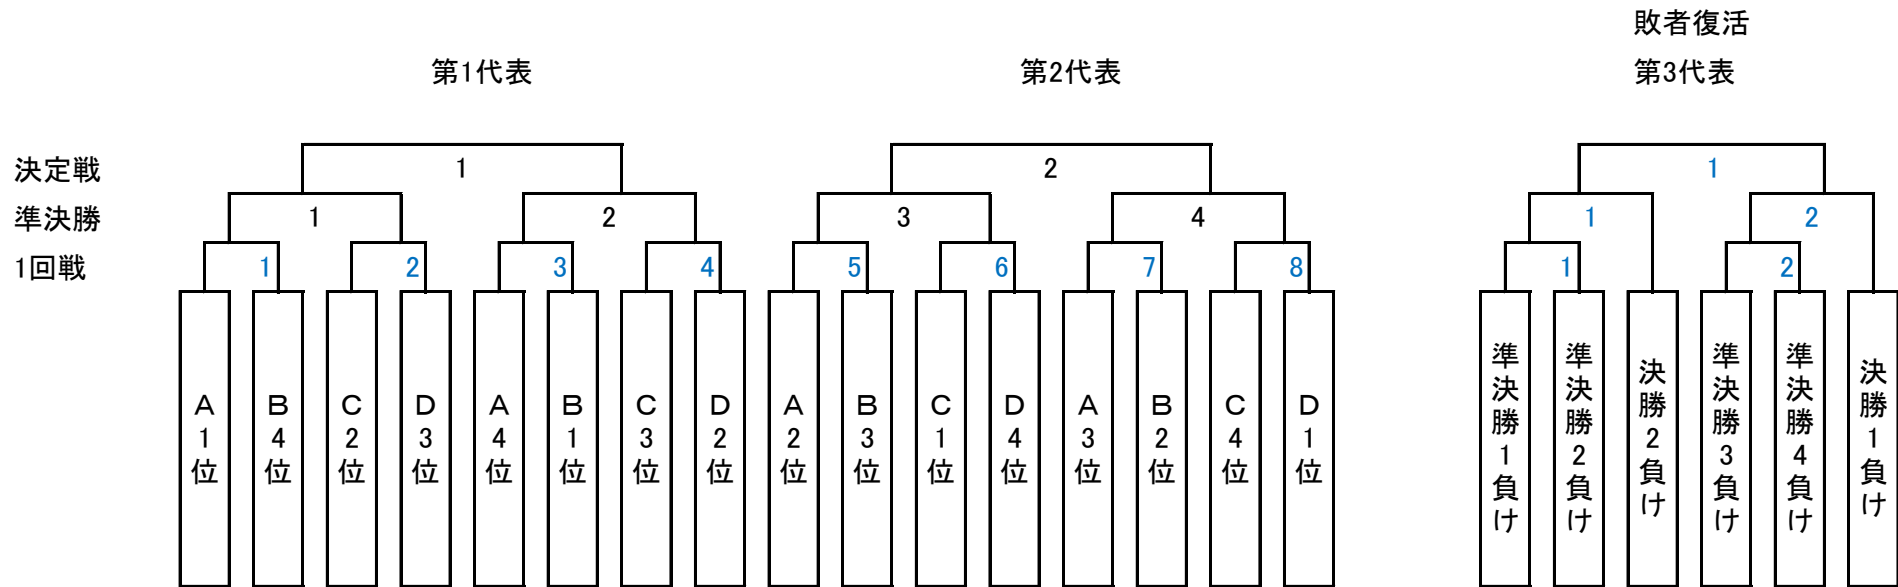 敗者復活
第1代表
第2代表
第3代表
決定戦
1
2
1
準決勝
1
2
3
4
1
2
1回戦
1
2
3
4
5
6
7
8
1
2
A1位
B4位
C2位
D3位
A4位
B1位
C3位
D2位
A2位
B3位
C1位
D4位
A3位
B2位
C4位
D1位
準決勝1負け
準決勝2負け
決勝2負け
準決勝3負け
準決勝4負け
決勝1負け